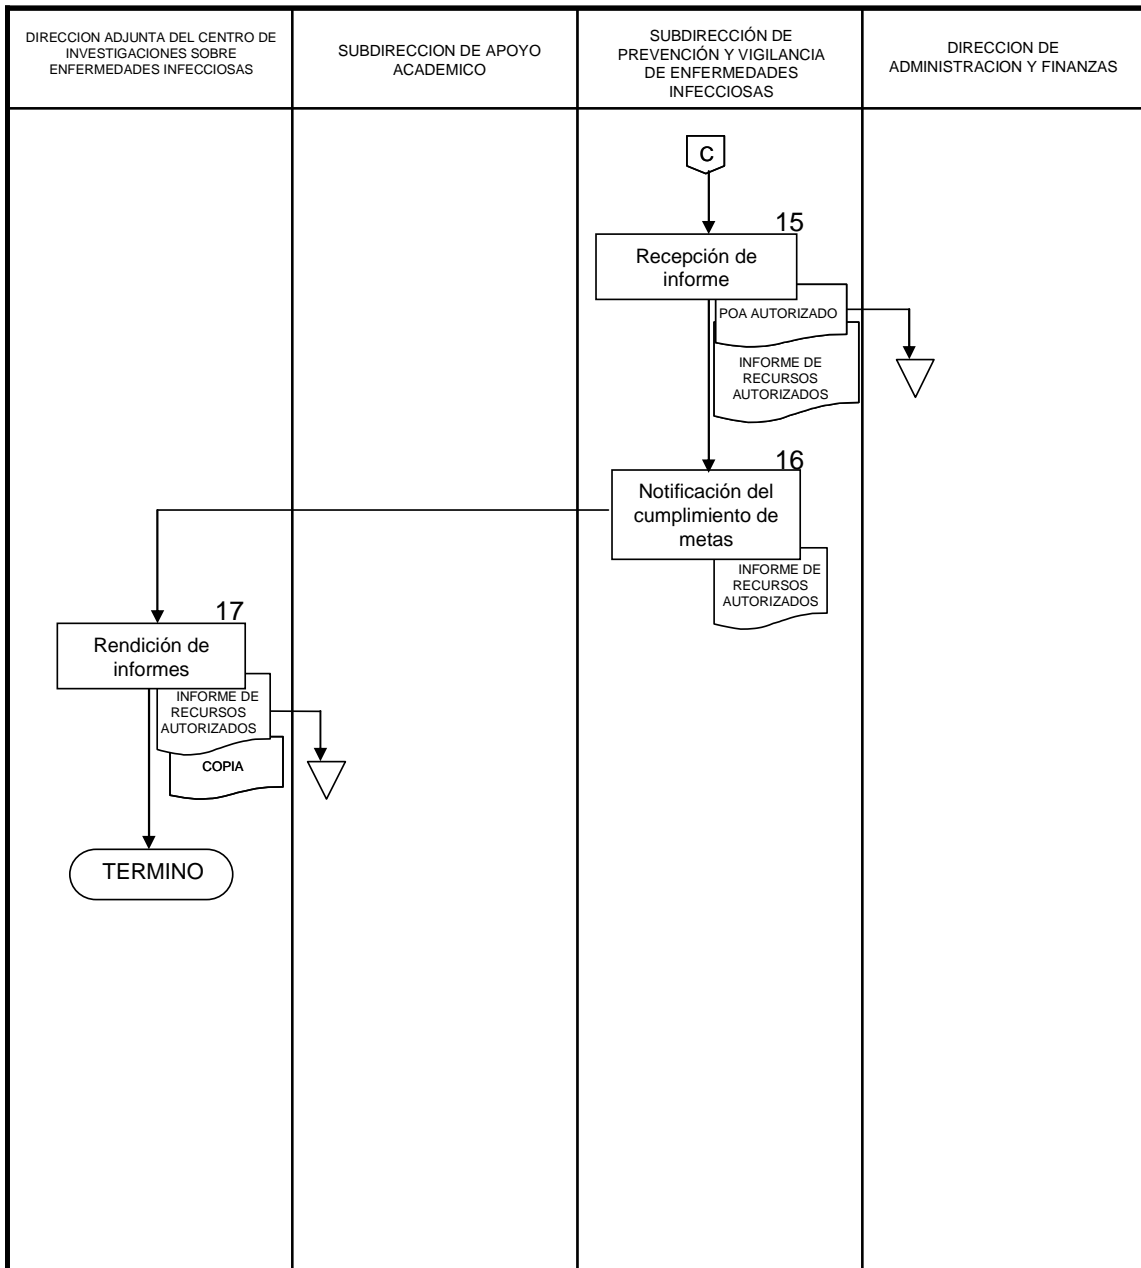 DIRECCION ADJUNTA DEL CENTRO DE
INVESTIGACIONES SOBRE
ENFERMEDADES INFECCIOSAS
SUBDIRECCION DE APOYO
ACADEMICO
SUBDIRECCIÓN DE
PREVENCIÓN Y VIGILANCIA
DE ENFERMEDADES
INFECCIOSAS
DIRECCION DE
ADMINISTRACION Y FINANZAS
C
15
Recepción de
informe
POA AUTORIZADO
INFORME DE
RECURSOS
AUTORIZADOS
16
Notificación del
cumplimiento de
metas
INFORME DE
RECURSOS
AUTORIZADOS
17
Rendición de
informes
INFORME DE
RECURSOS
AUTORIZADOS
COPIA
TERMINO